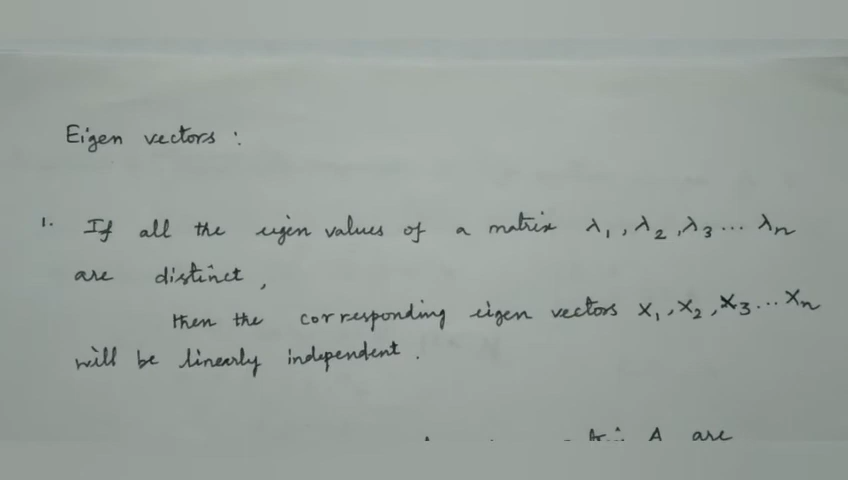 Eigen vectors :
1. If all the eigen values of a matrix λ₁, λ₂, λ₃... λₙ
are distinct,
then the corresponding eigen vectors X₁, X₂, X₃... Xₙ
will be linearly independent.
A are